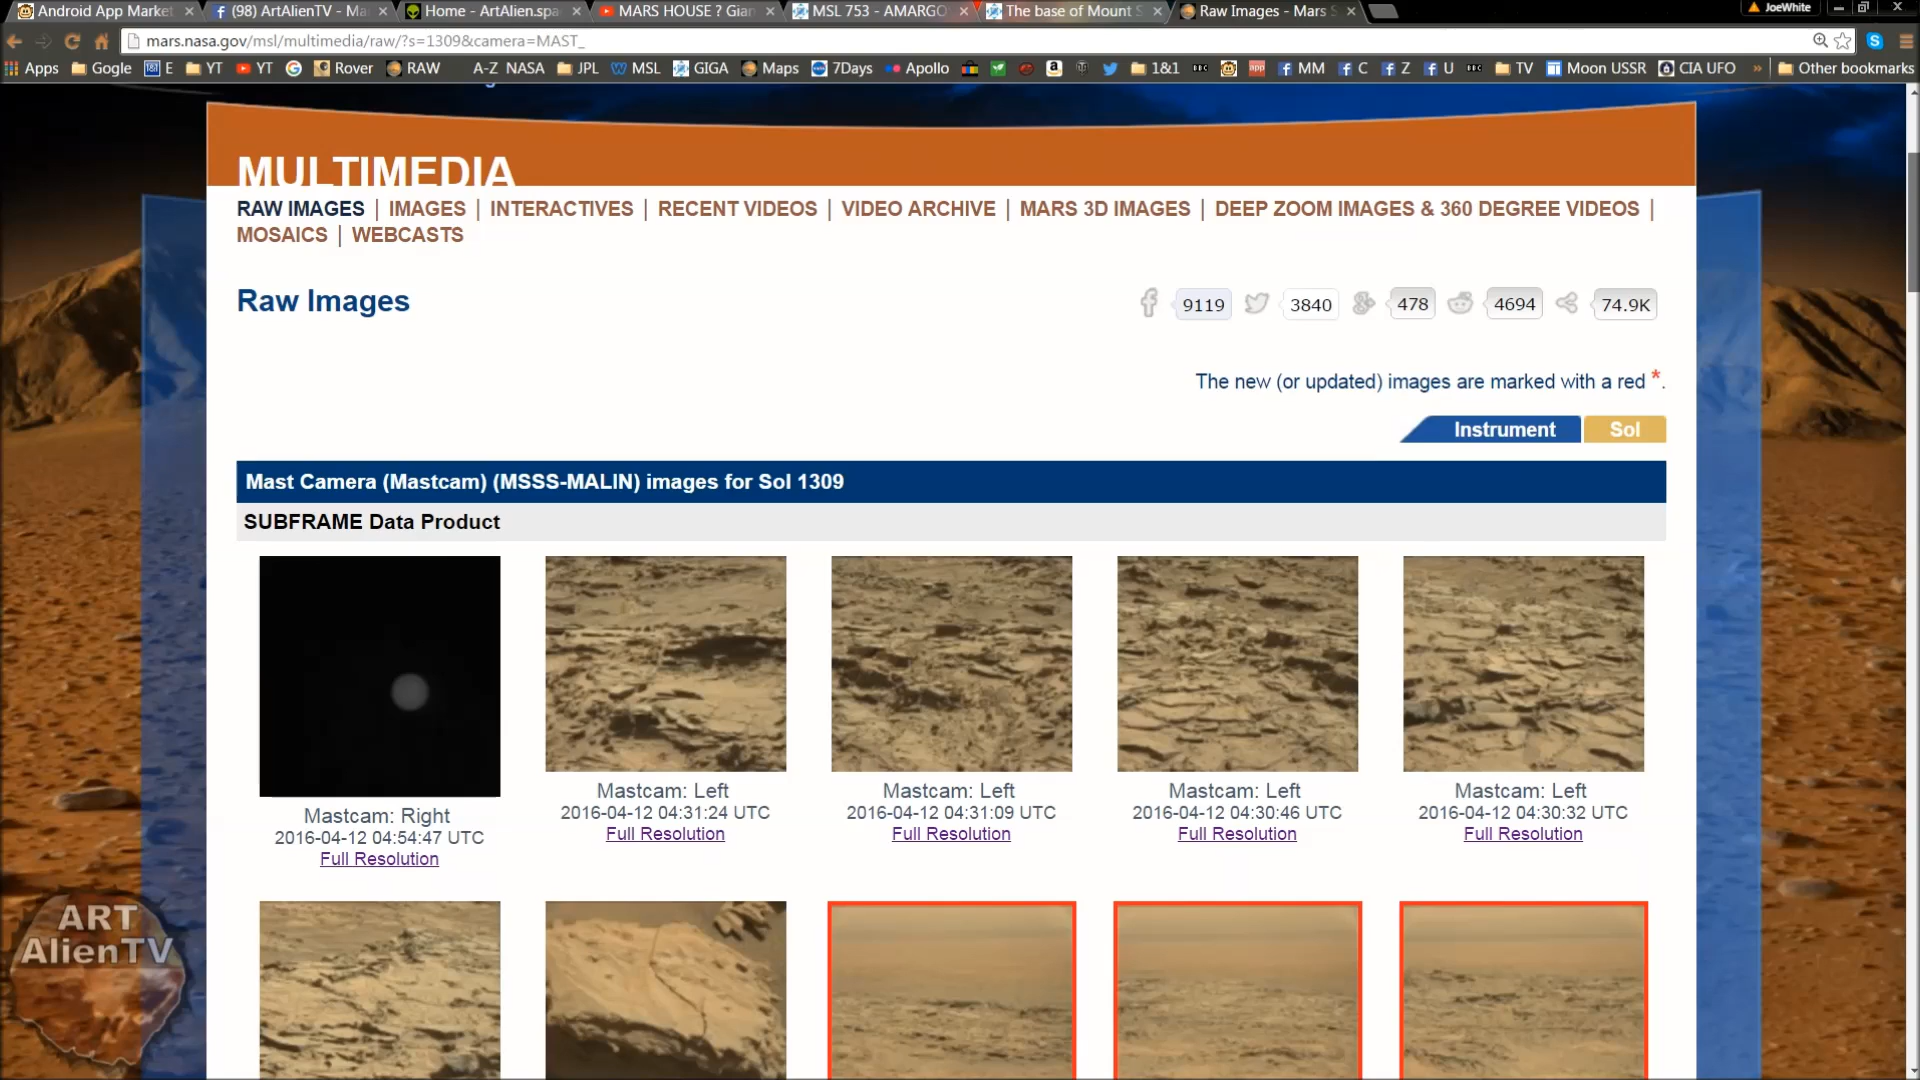 Android App Market
(98) ArtAlienTV - Ma
Home - ArtAlien.spa
MARS HOUSE ? Gian
MSL 753 - AMARGO
The base of Mount S
Raw Images - Mars S
JoeWhite
mars.nasa.gov/msl/multimedia/raw/?s=1309&camera=MAST_
Apps Gogle E YT YT Rover RAW A-Z NASA JPL MSL GIGA Maps 7Days Apollo 1&1 MM C Z U TV Moon USSR CIA UFO » Other bookmarks
MULTIMEDIA
RAW IMAGES | IMAGES | INTERACTIVES | RECENT VIDEOS | VIDEO ARCHIVE | MARS 3D IMAGES | DEEP ZOOM IMAGES & 360 DEGREE VIDEOS |
MOSAICS | WEBCASTS
Raw Images
9119 3840 478 4694 74.9K
The new (or updated) images are marked with a red *.
Instrument Sol
Mast Camera (Mastcam) (MSSS-MALIN) images for Sol 1309
SUBFRAME Data Product
Mastcam: Right
2016-04-12 04:54:47 UTC
Full Resolution
Mastcam: Left
2016-04-12 04:31:24 UTC
Full Resolution
Mastcam: Left
2016-04-12 04:31:09 UTC
Full Resolution
Mastcam: Left
2016-04-12 04:30:46 UTC
Full Resolution
Mastcam: Left
2016-04-12 04:30:32 UTC
Full Resolution
ART
AlienTV